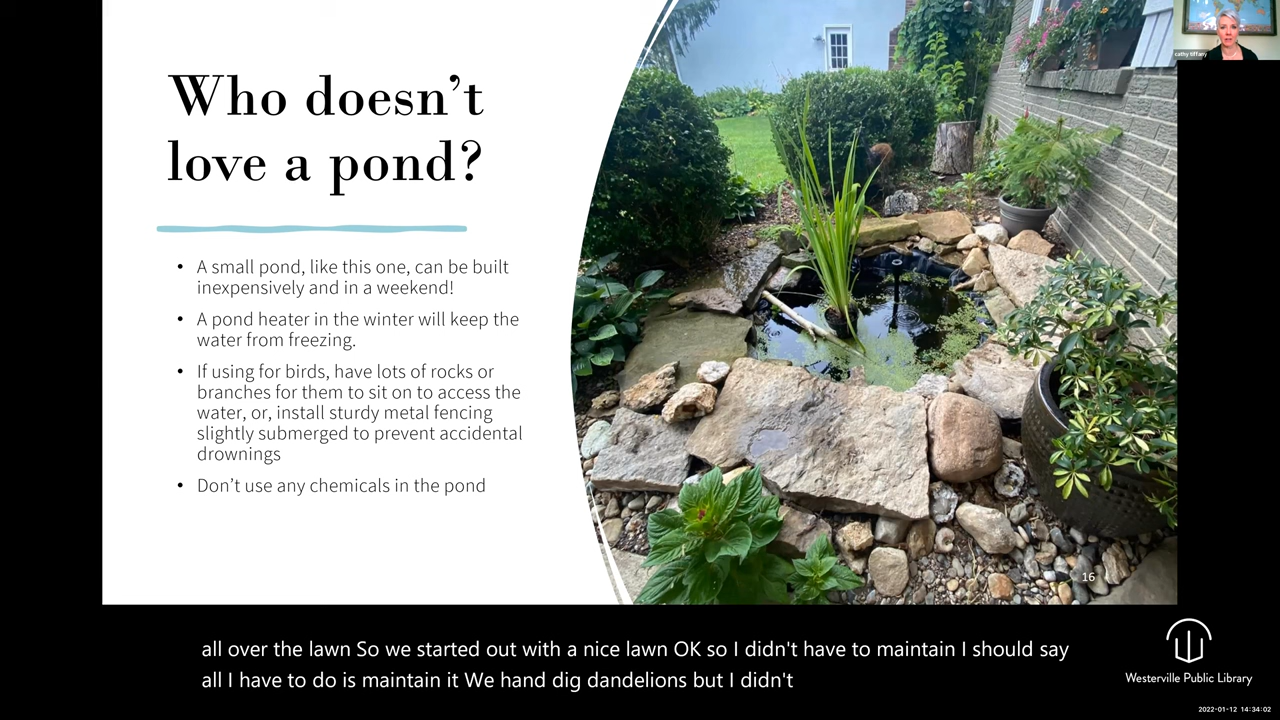 Who doesn't
love a pond?
• A small pond, like this one, can be built
inexpensively and in a weekend!
• A pond heater in the winter will keep the
water from freezing.
• If using for birds, have lots of rocks or
branches for them to sit on to access the
water, or, install sturdy metal fencing
slightly submerged to prevent accidental
drownings
• Don't use any chemicals in the pond
16
cathy tiffany
all over the lawn So we started out with a nice lawn OK so I didn't have to maintain I should say
all I have to do is maintain it We hand dig dandelions but I didn't
Westerville Public Library
2022-01-12 14:34:02